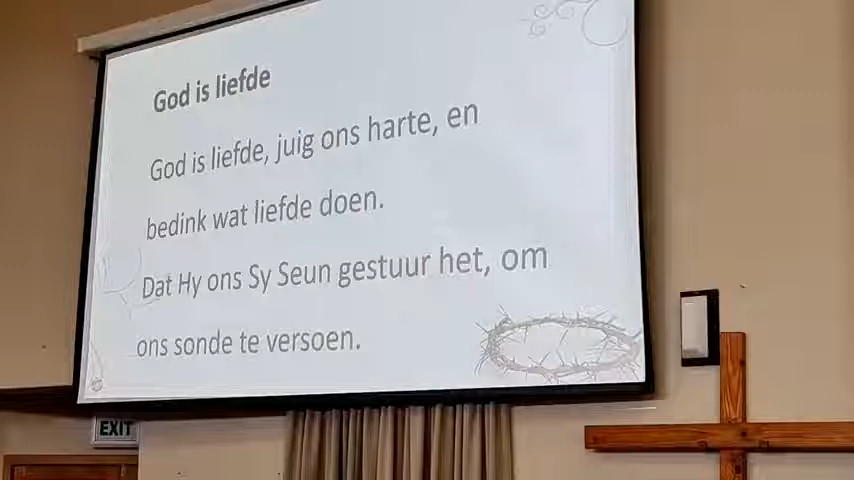 God is liefde
God is liefde, juig ons harte, en
bedink wat liefde doen.
Dat Hy ons Sy Seun gestuur het, om
ons sonde te versoen.
EXIT